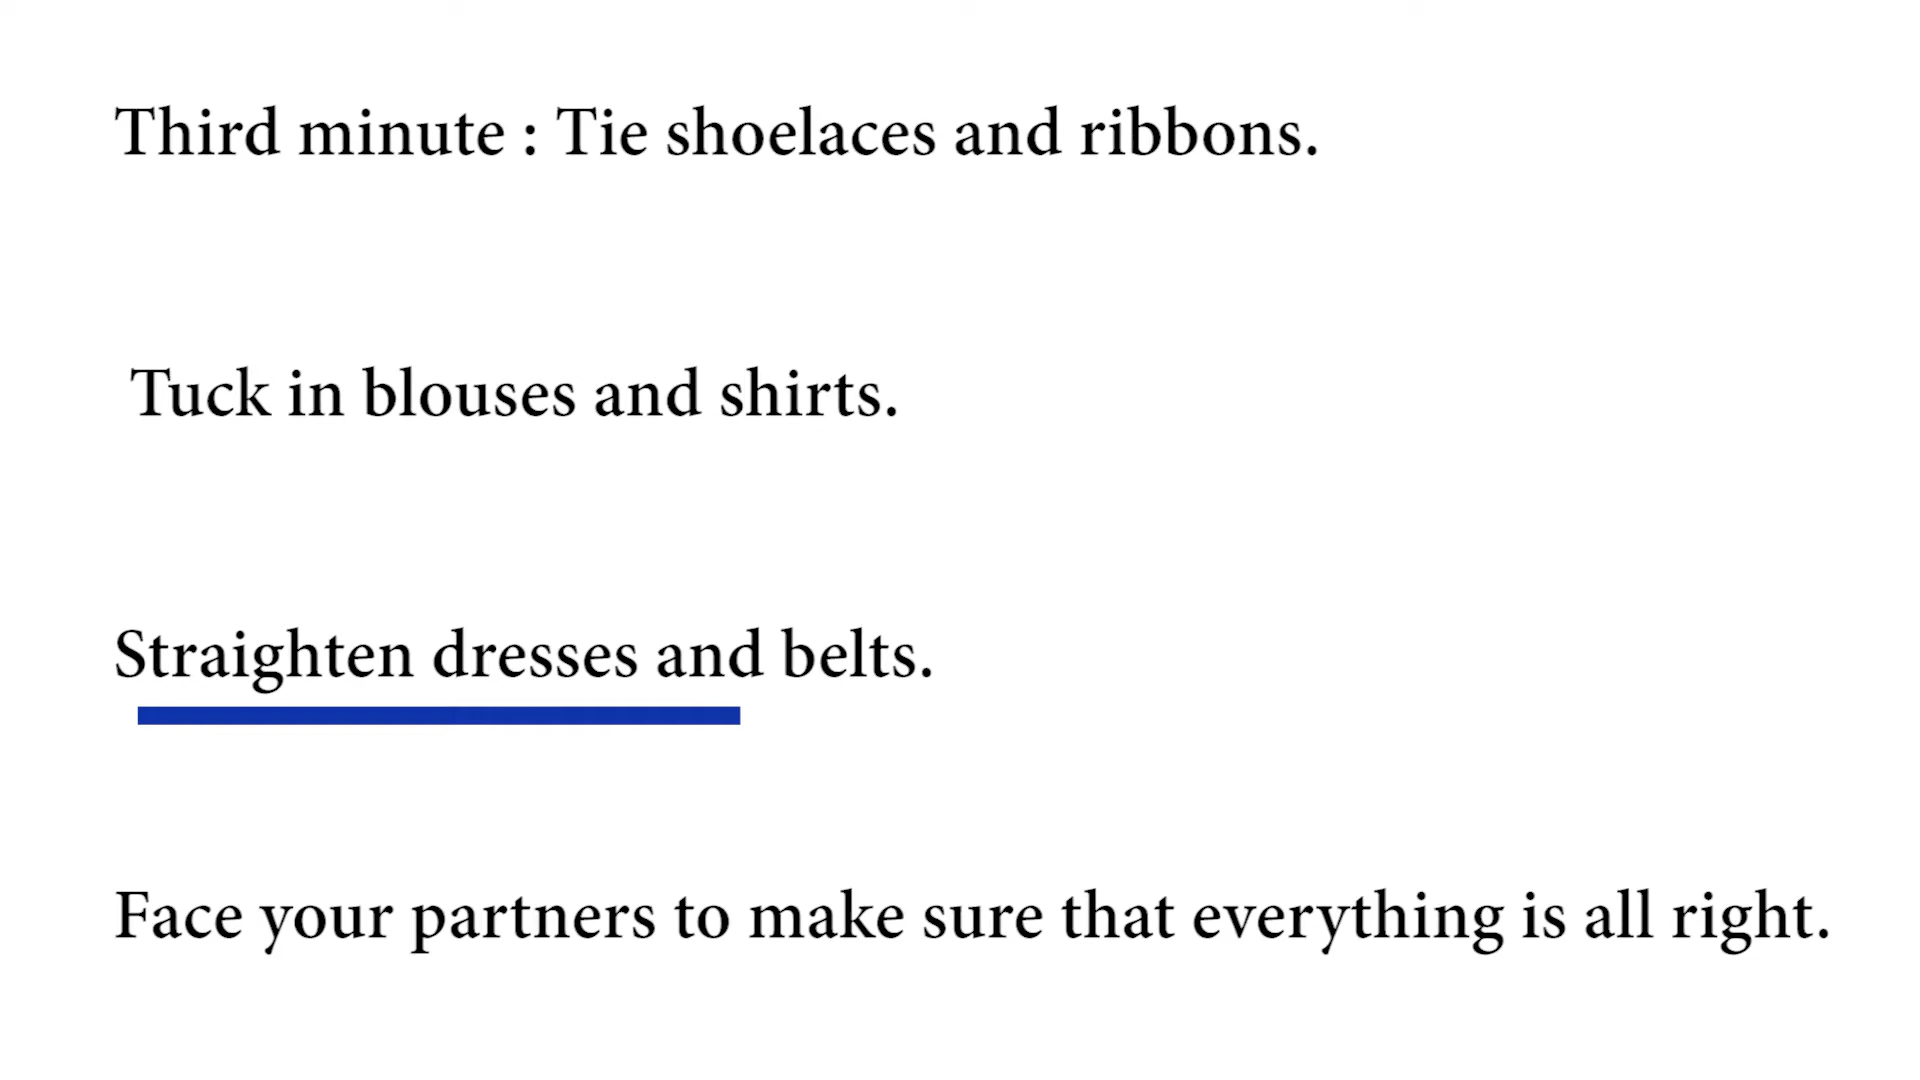 Third minute : Tie shoelaces and ribbons.
Tuck in blouses and shirts.
Straighten dresses and belts.
Face your partners to make sure that everything is all right.